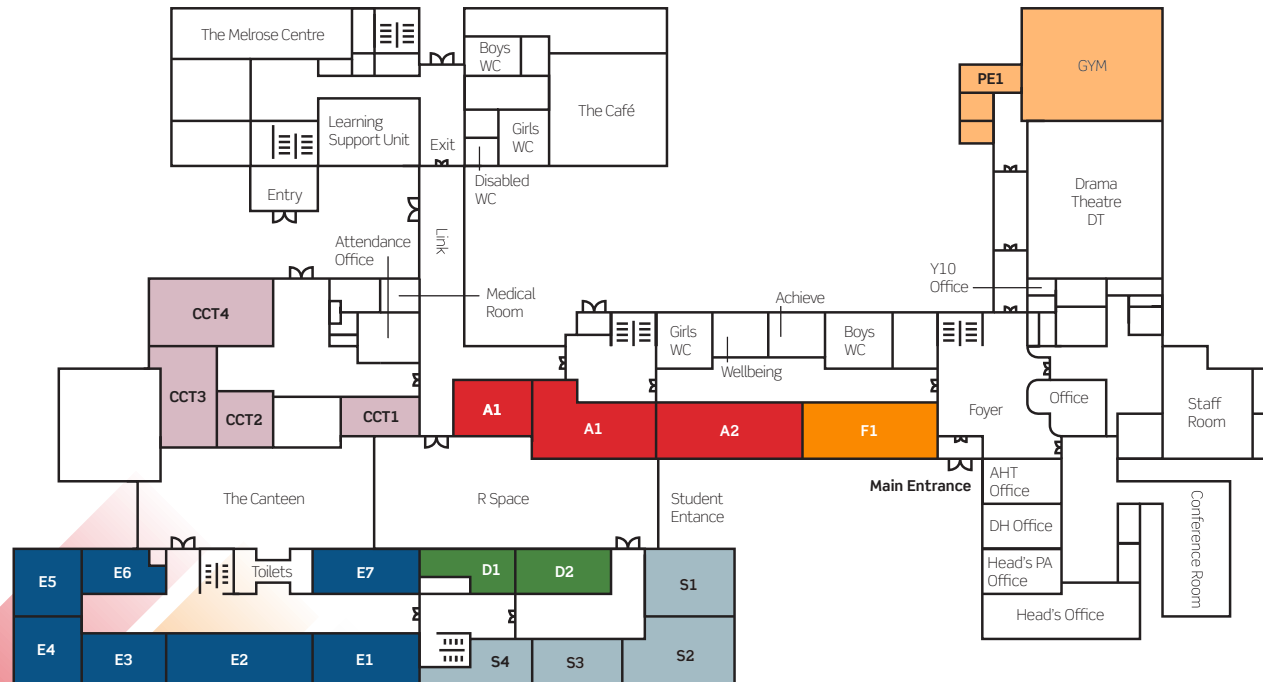 The Melrose Centre
Boys
WC
The Café
Learning
Support Unit
Exit
Girls
WC
Disabled
WC
Entry
Link
Attendance
Office
Medical
Room
PE1
GYM
Drama
Theatre
DT
Y10
Office
CCT4
CCT3
CCT2
CCT1
Girls
WC
Wellbeing
Achieve
Boys
WC
A1
A1
A2
F1
Foyer
Office
Staff
Room
Main Entrance
The Canteen
R Space
Student
Entance
AHT
Office
DH Office
Head's PA
Office
Head's Office
Conference Room
E5
E6
Toilets
E7
D1
D2
S1
E4
E3
E2
E1
S4
S3
S2